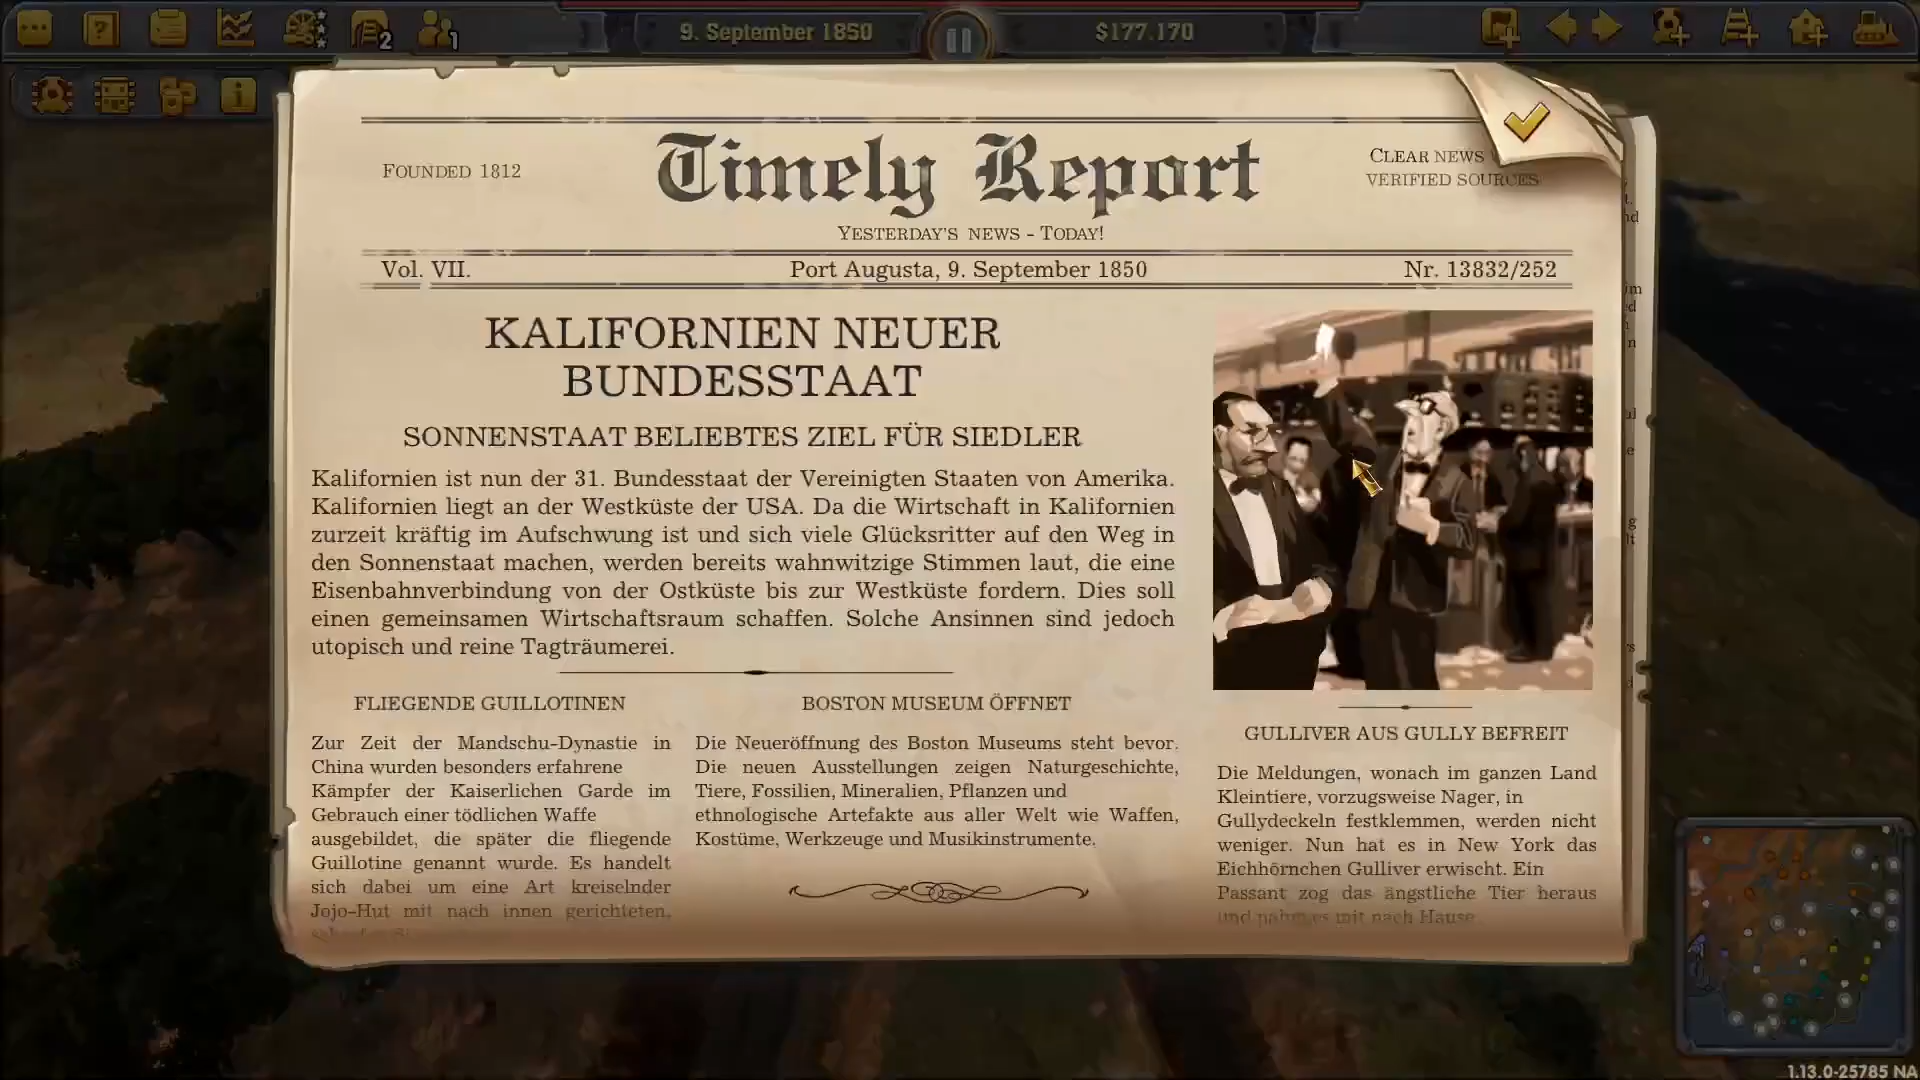 9. September 1850
$177.170
2
1
FOUNDED 1812
Timely Report
CLEAR NEWS
VERIFIED SOURCES
YESTERDAY'S NEWS - TODAY!
Vol. VII.
Port Augusta, 9. September 1850
Nr. 13832/252
KALIFORNIEN NEUER
BUNDESSTAAT
SONNENSTAAT BELIEBTES ZIEL FÜR SIEDLER
Kalifornien ist nun der 31. Bundesstaat der Vereinigten Staaten von Amerika.
Kalifornien liegt an der Westküste der USA. Da die Wirtschaft in Kalifornien
zurzeit kräftig im Aufschwung ist und sich viele Glücksritter auf den Weg in
den Sonnenstaat machen, werden bereits wahnwitzige Stimmen laut, die eine
Eisenbahnverbindung von der Ostküste bis zur Westküste fordern. Dies soll
einen gemeinsamen Wirtschaftsraum schaffen. Solche Ansinnen sind jedoch
utopisch und reine Tagträumerei.
FLIEGENDE GUILLOTINEN
Zur Zeit der Mandschu-Dynastie in
China wurden besonders erfahrene
Kämpfer der Kaiserlichen Garde im
Gebrauch einer tödlichen Waffe
ausgebildet, die später die fliegende
Guillotine genannt wurde. Es handelt
sich dabei um eine Art kreiselnder
Jojo-Hut mit nach innen gerichteten,
BOSTON MUSEUM ÖFFNET
Die Neueröffnung des Boston Museums steht bevor.
Die neuen Ausstellungen zeigen Naturgeschichte,
Tiere, Fossilien, Mineralien, Pflanzen und
ethnologische Artefakte aus aller Welt wie Waffen,
Kostüme, Werkzeuge und Musikinstrumente.
GULLIVER AUS GULLY BEFREIT
Die Meldungen, wonach im ganzen Land
Kleintiere, vorzugsweise Nager, in
Gullydeckeln festklemmen, werden nicht
weniger. Nun hat es in New York das
Eichhörnchen Gulliver erwischt. Ein
Passant zog das ängstliche Tier heraus
und nahm es mit nach Hause.
1.13.0-25785 NA